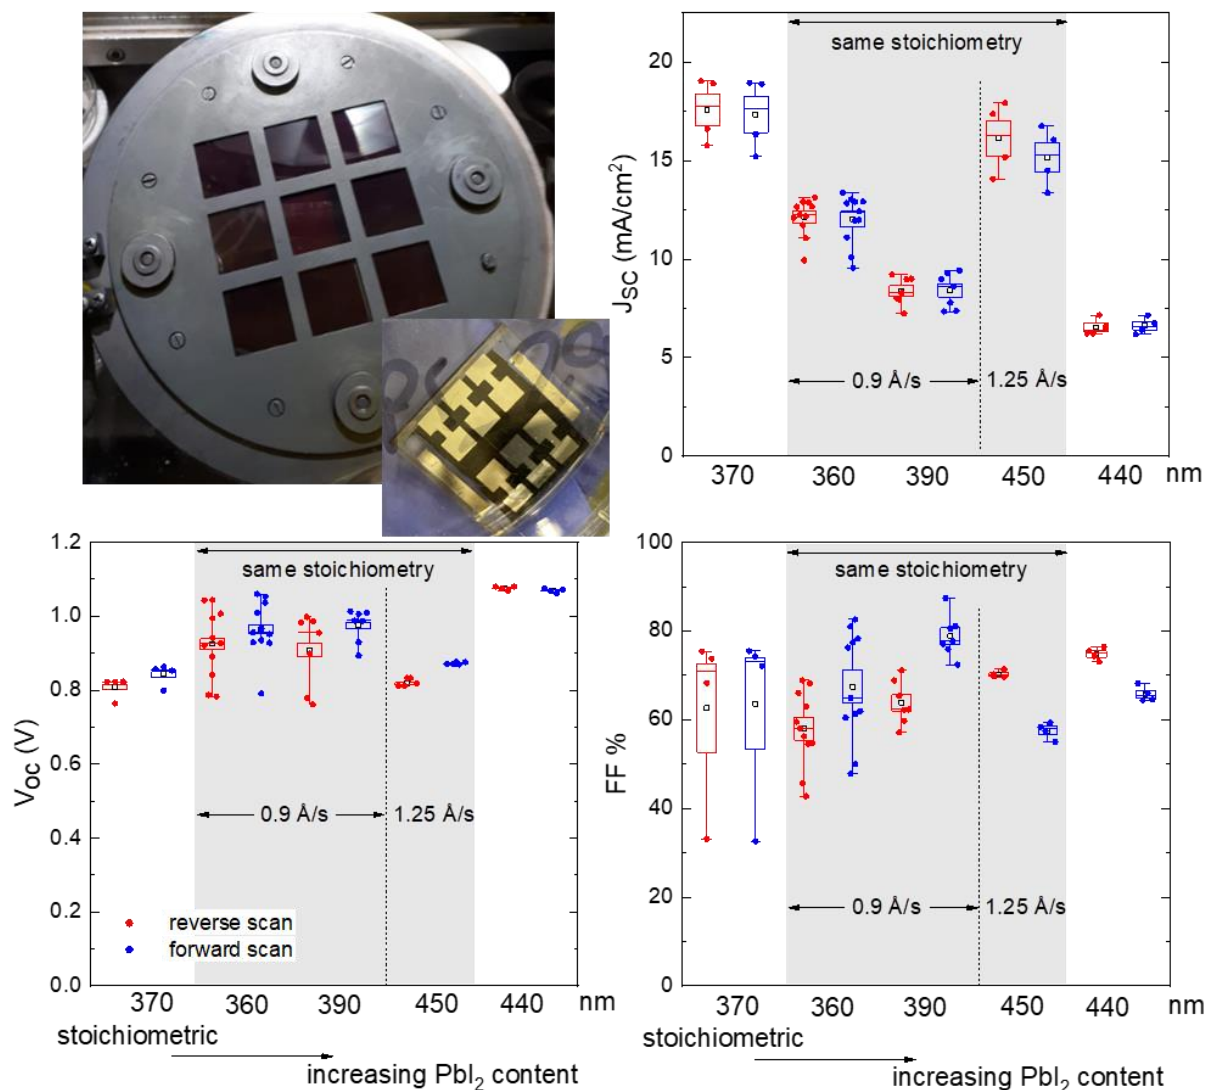 same stoichiometry
20
15
10
5
0
J_SC (mA/cm²)
0.9 Å/s
1.25 Å/s
370 360 390 450 440 nm
1.2
1.0
0.8
0.6
0.4
0.2
0.0
V_OC (V)
same stoichiometry
0.9 Å/s
1.25 Å/s
reverse scan
forward scan
370 360 390 450 440 nm
stoichiometric
increasing PbI₂ content
100
80
60
40
20
0
FF %
same stoichiometry
0.9 Å/s
1.25 Å/s
370 360 390 450 440 nm
stoichiometric
increasing PbI₂ content